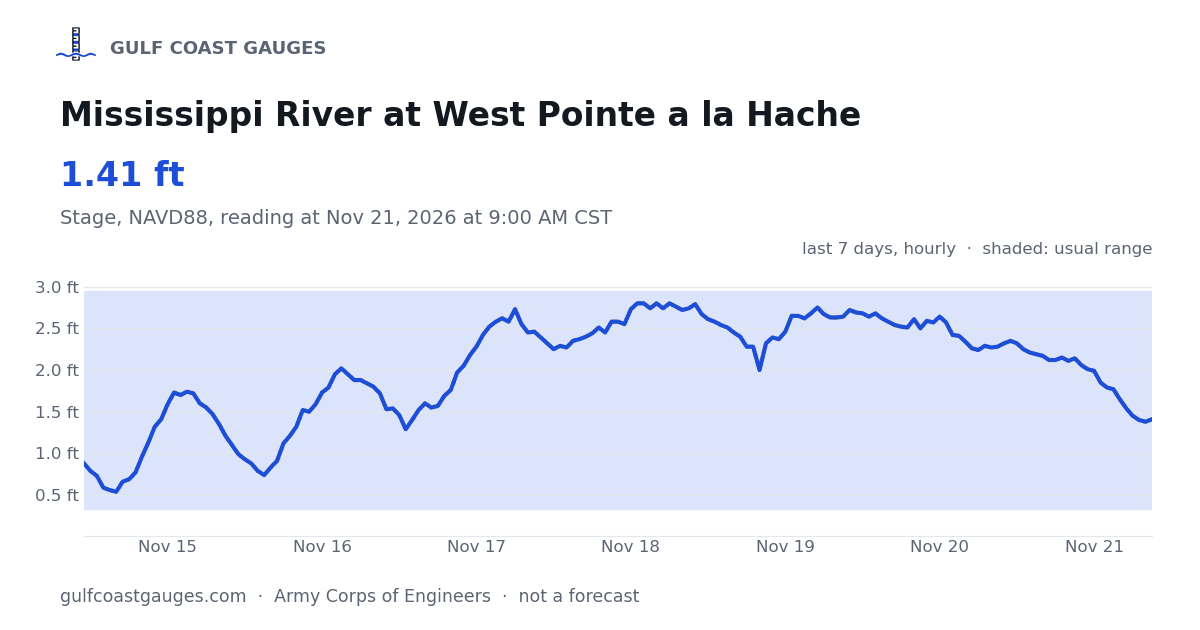 GULF COAST GAUGES
Mississippi River at West Pointe a la Hache
1.41 ft
Stage, NAVD88, reading at Nov 21, 2026 at 9:00 AM CST
last 7 days, hourly · shaded: usual range
3.0 ft
2.5 ft
2.0 ft
1.5 ft
1.0 ft
0.5 ft
Nov 15 Nov 16 Nov 17 Nov 18 Nov 19 Nov 20 Nov 21
gulfcoastgauges.com · Army Corps of Engineers · not a forecast